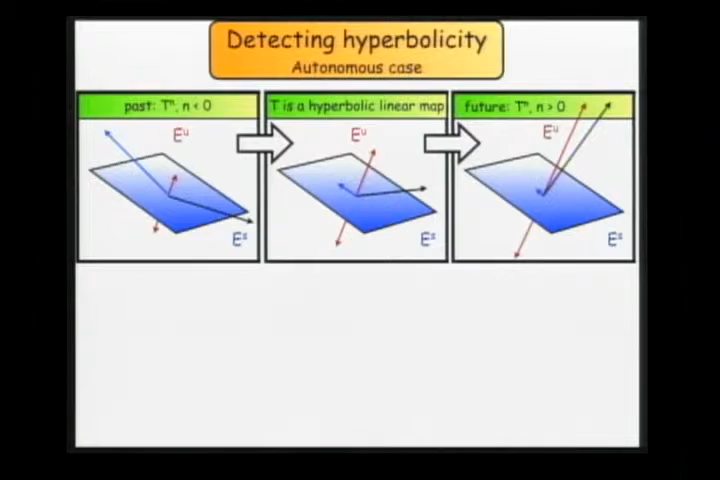 Detecting hyperbolicity
Autonomous case
past: Tⁿ, n < 0
T is a hyperbolic linear map
future: Tⁿ, n > 0
Eᵘ
Eᵘ
Eᵘ
Eˢ
Eˢ
Eˢ